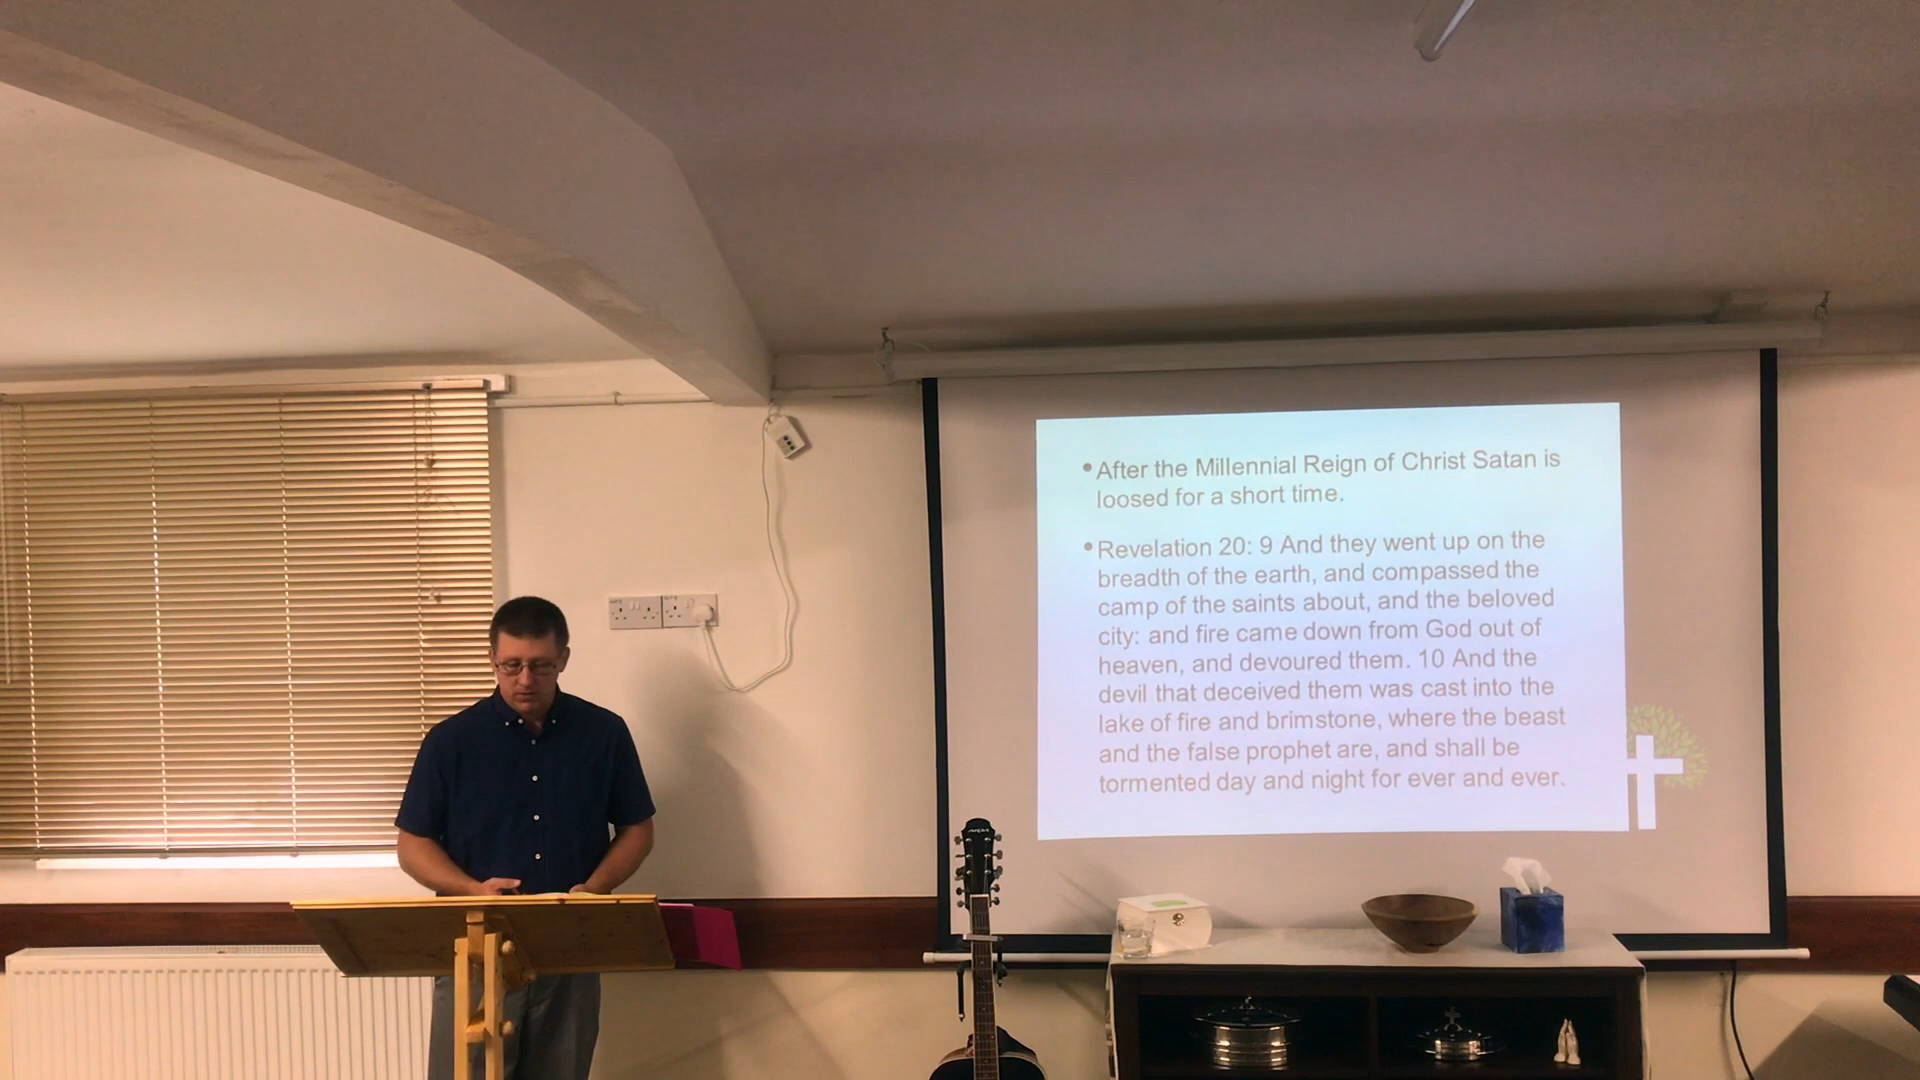 • After the Millennial Reign of Christ Satan is
loosed for a short time.
• Revelation 20: 9 And they went up on the
breadth of the earth, and compassed the
camp of the saints about, and the beloved
city: and fire came down from God out of
heaven, and devoured them. 10 And the
devil that deceived them was cast into the
lake of fire and brimstone, where the beast
and the false prophet are, and shall be
tormented day and night for ever and ever.